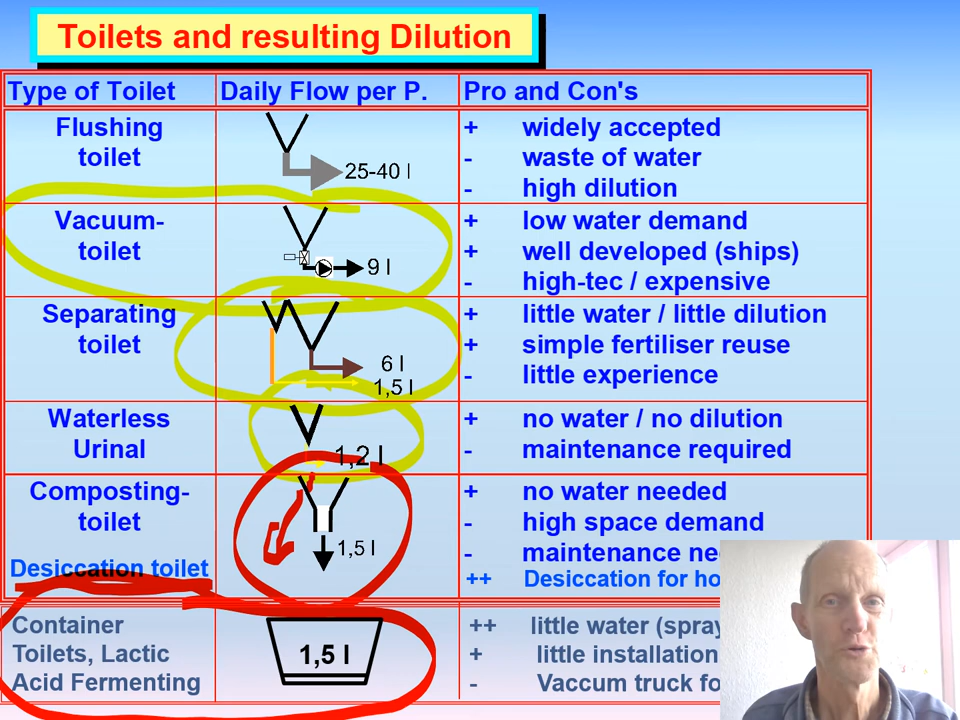 Toilets and resulting Dilution
Type of Toilet Daily Flow per P. Pro and Con's
Flushing
toilet
25-40 l
+ widely accepted
- waste of water
- high dilution
Vacuum-
toilet
9 l
+ low water demand
+ well developed (ships)
- high-tec / expensive
Separating
toilet
6 l
1,5 l
+ little water / little dilution
+ simple fertiliser reuse
- little experience
Waterless
Urinal
1,2 l
+ no water / no dilution
- maintenance required
Composting-
toilet
Desiccation toilet
1,5 l
+ no water needed
- high space demand
- maintenance
++ Desiccation for
Container
Toilets, Lactic
Acid Fermenting
1,5 l
++ little water
+ little installation
- Vaccum truck